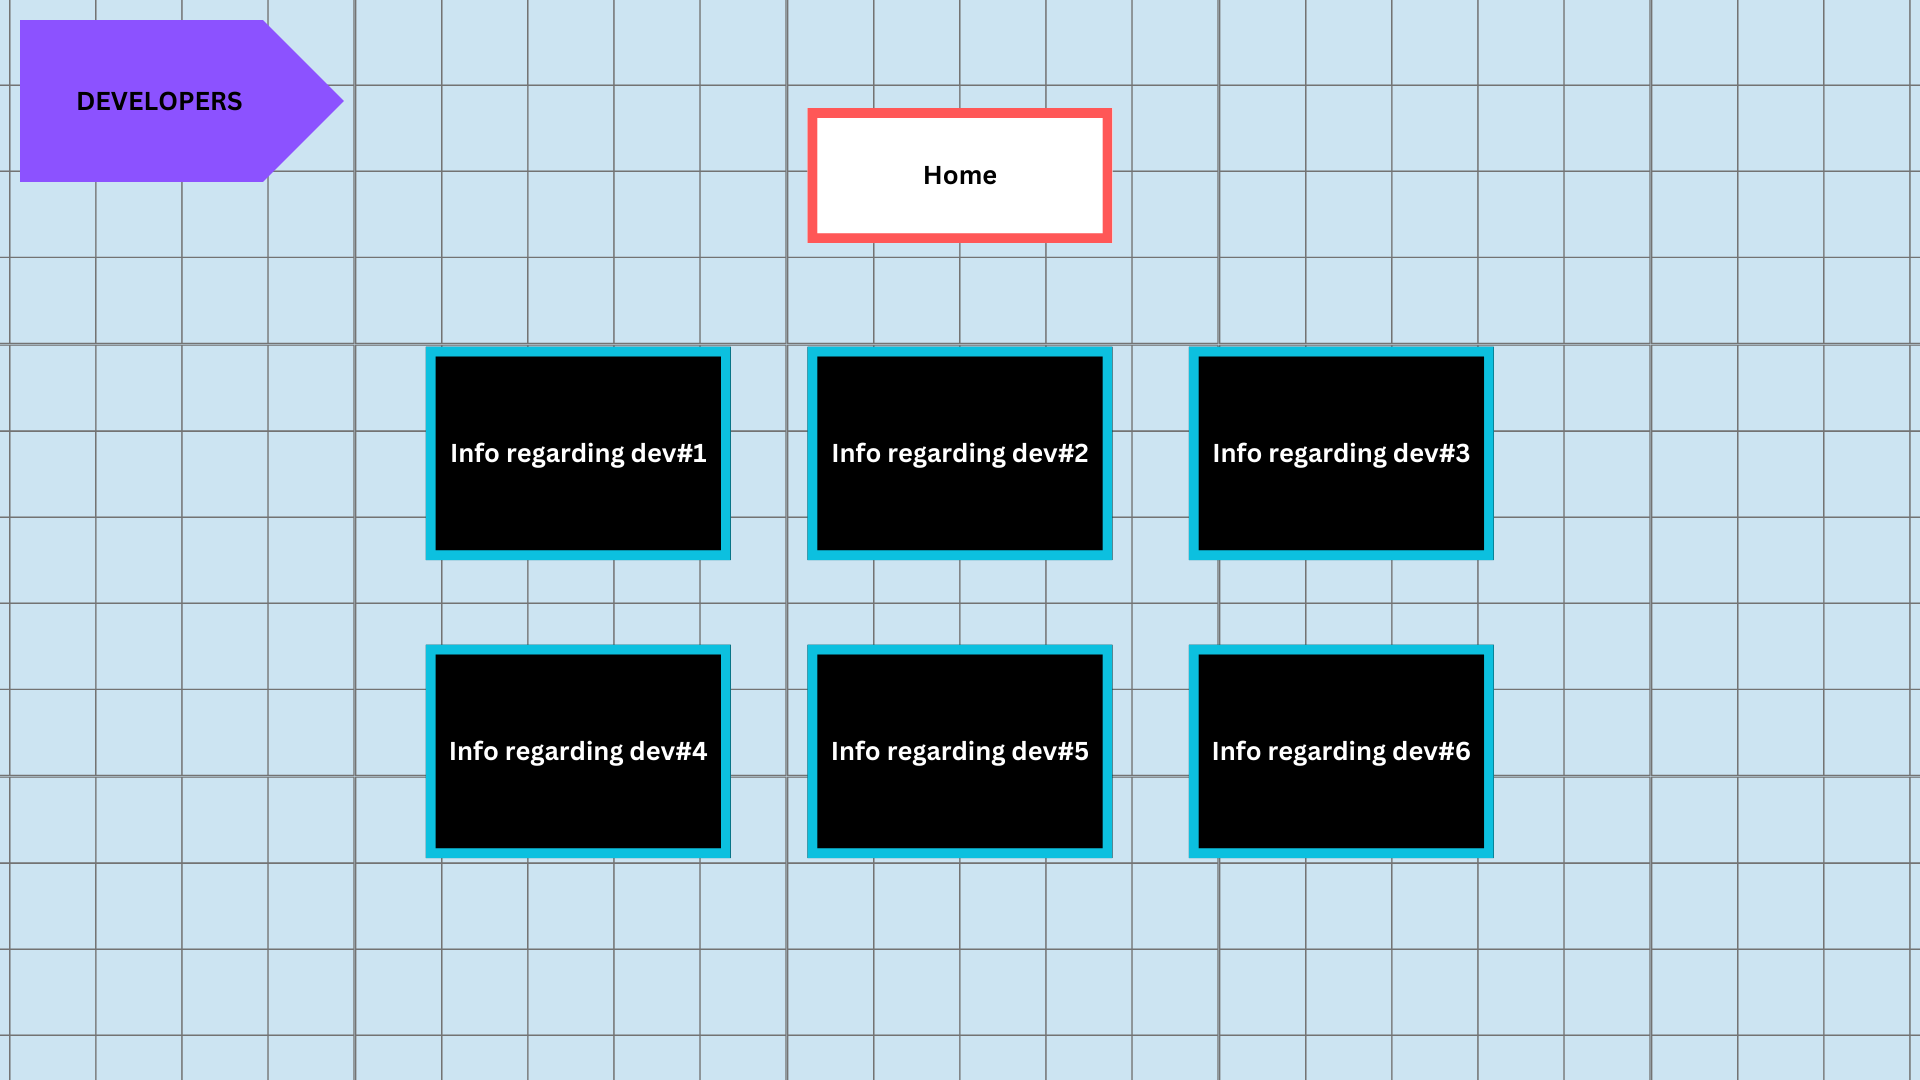 DEVELOPERS
Home
Info regarding dev#1
Info regarding dev#2
Info regarding dev#3
Info regarding dev#4
Info regarding dev#5
Info regarding dev#6